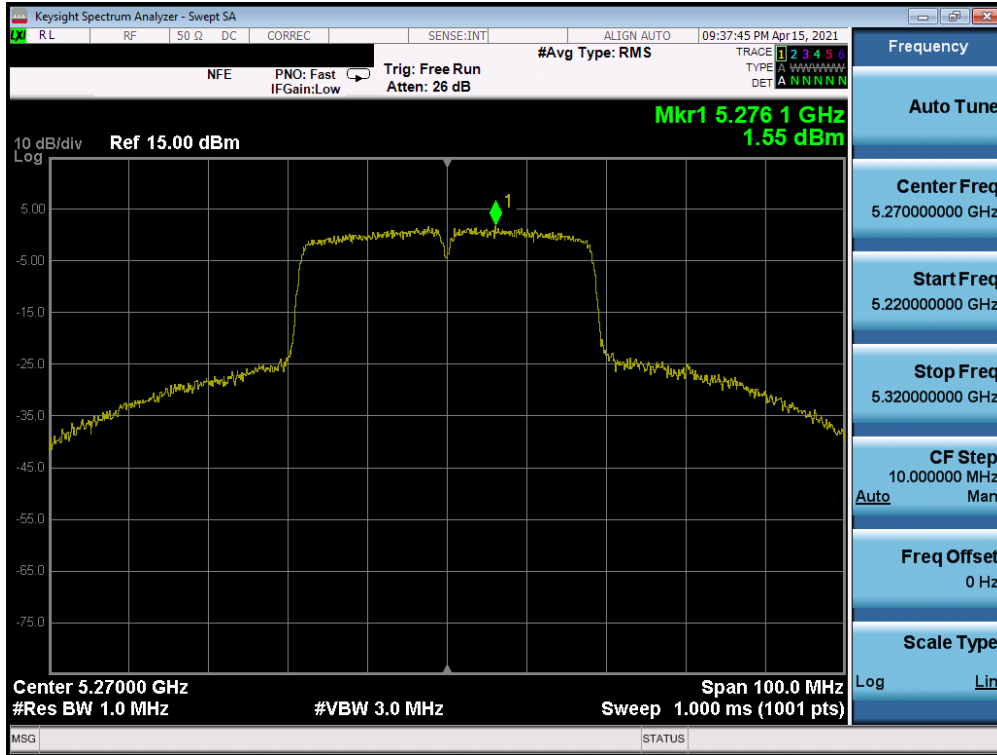 Keysight Spectrum Analyzer - Swept SA
LXI RL RF 50 Ω DC CORREC SENSE:INT ALIGN AUTO 09:37:45 PM Apr 15, 2021
NFE PNO: Fast Trig: Free Run #Avg Type: RMS TRACE 1 2 3 4 5 6
IFGain:Low Atten: 26 dB TYPE A WWWWW
DET A N N N N N
Mkr1 5.276 1 GHz
1.55 dBm
10 dB/div Ref 15.00 dBm
Log
1
5.00
-5.00
-15.0
-25.0
-35.0
-45.0
-55.0
-65.0
-75.0
Center 5.27000 GHz Span 100.0 MHz
#Res BW 1.0 MHz #VBW 3.0 MHz Sweep 1.000 ms (1001 pts)
MSG STATUS
Frequency
Auto Tune
Center Freq
5.270000000 GHz
Start Freq
5.220000000 GHz
Stop Freq
5.320000000 GHz
CF Step
10.000000 MHz
Auto Man
Freq Offset
0 Hz
Scale Type
Log Lin